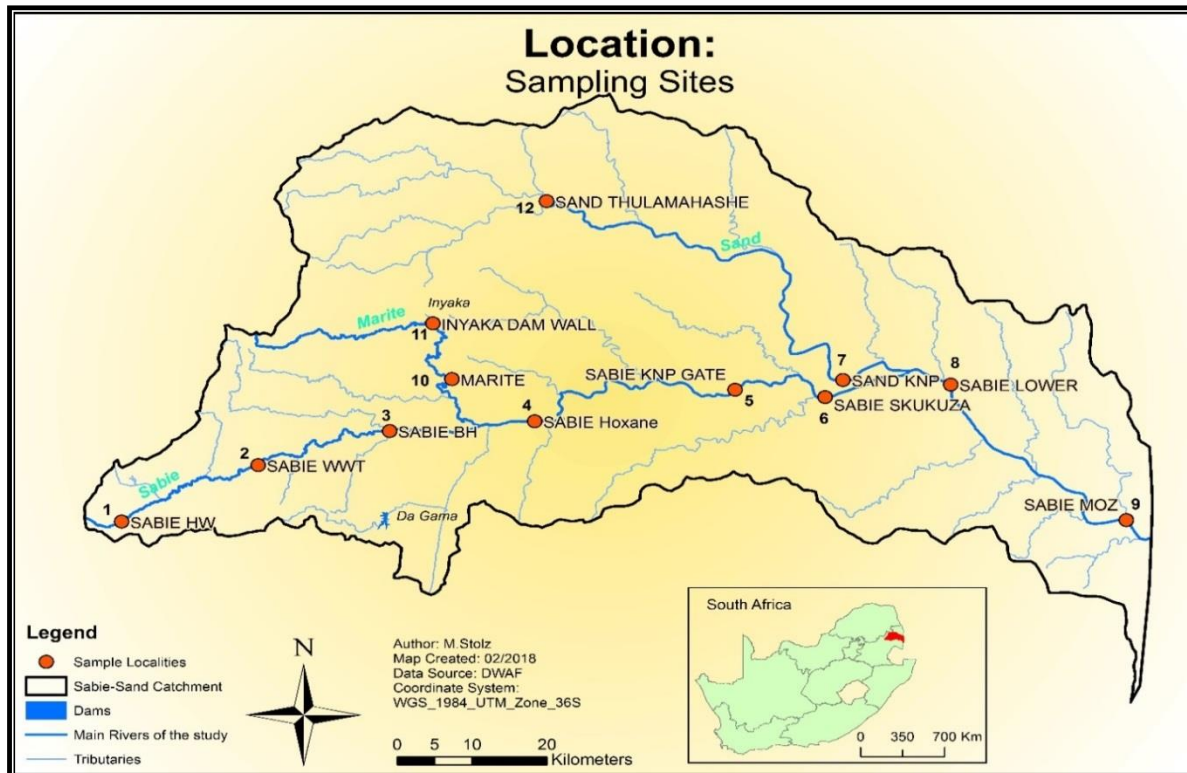 Location:
Sampling Sites
12
SAND THULAMAHASHE
Sand
Inyaka
Marite
INYAKA DAM WALL
11
10
MARITE
SABIE KNP GATE
5
7
SAND KNP
8
SABIE LOWER
6
SABIE SKUKUZA
4
SABIE Hoxane
3
SABIE BH
2
SABIE WWT
Sabie
1
SABIE HW
Da Gama
SABIE MOZ
9
Legend
Sample Localities
Sabie-Sand Catchment
Dams
Main Rivers of the study
Tributaries
N
Author: M.Stolz
Map Created: 02/2018
Data Source: DWAF
Coordinate System:
WGS_1984_UTM_Zone_36S
0 5 10 20
Kilometers
South Africa
0 350 700 Km